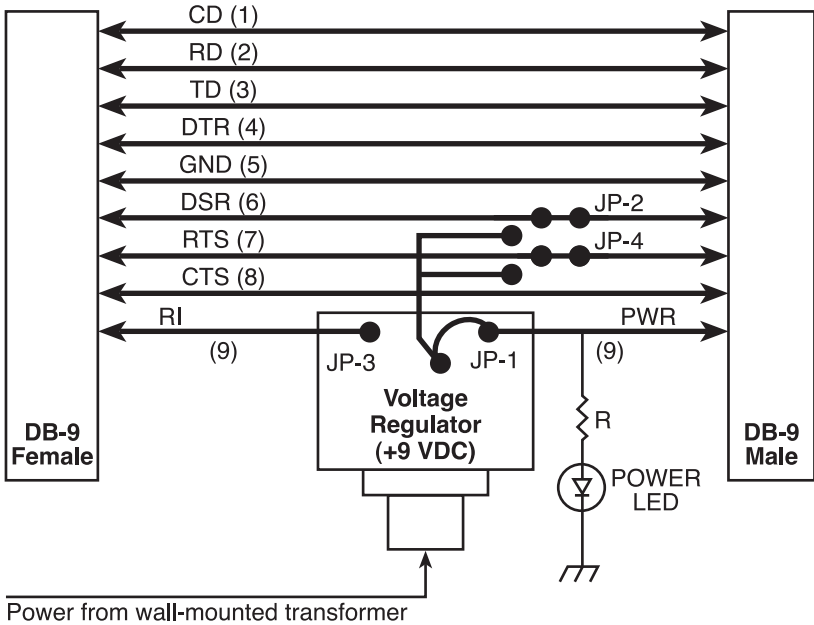 CD (1)
RD (2)
TD (3)
DTR (4)
GND (5)
DSR (6)
JP-2
RTS (7)
JP-4
CTS (8)
RI
PWR
(9)
JP-3
JP-1
(9)
Voltage
Regulator
(+9 VDC)
R
DB-9
Female
DB-9
Male
POWER
LED
Power from wall-mounted transformer